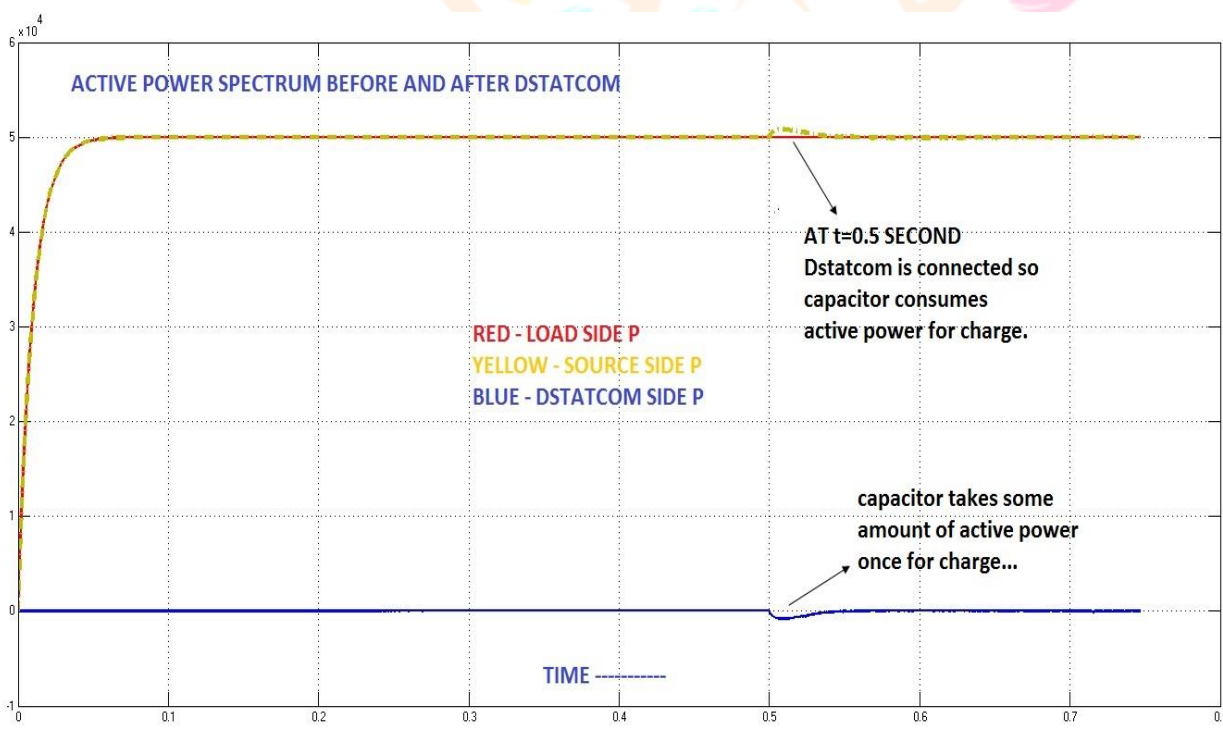 ×10⁴
6
ACTIVE POWER SPECTRUM BEFORE AND AFTER DSTATCOM
5
AT t=0.5 SECOND
Dstatcom is connected so
capacitor consumes
active power for charge.
4
3
RED - LOAD SIDE P
YELLOW - SOURCE SIDE P
BLUE - DSTATCOM SIDE P
2
capacitor takes some
amount of active power
once for charge...
1
0
TIME -----------
-1
0 0.1 0.2 0.3 0.4 0.5 0.6 0.7 0.